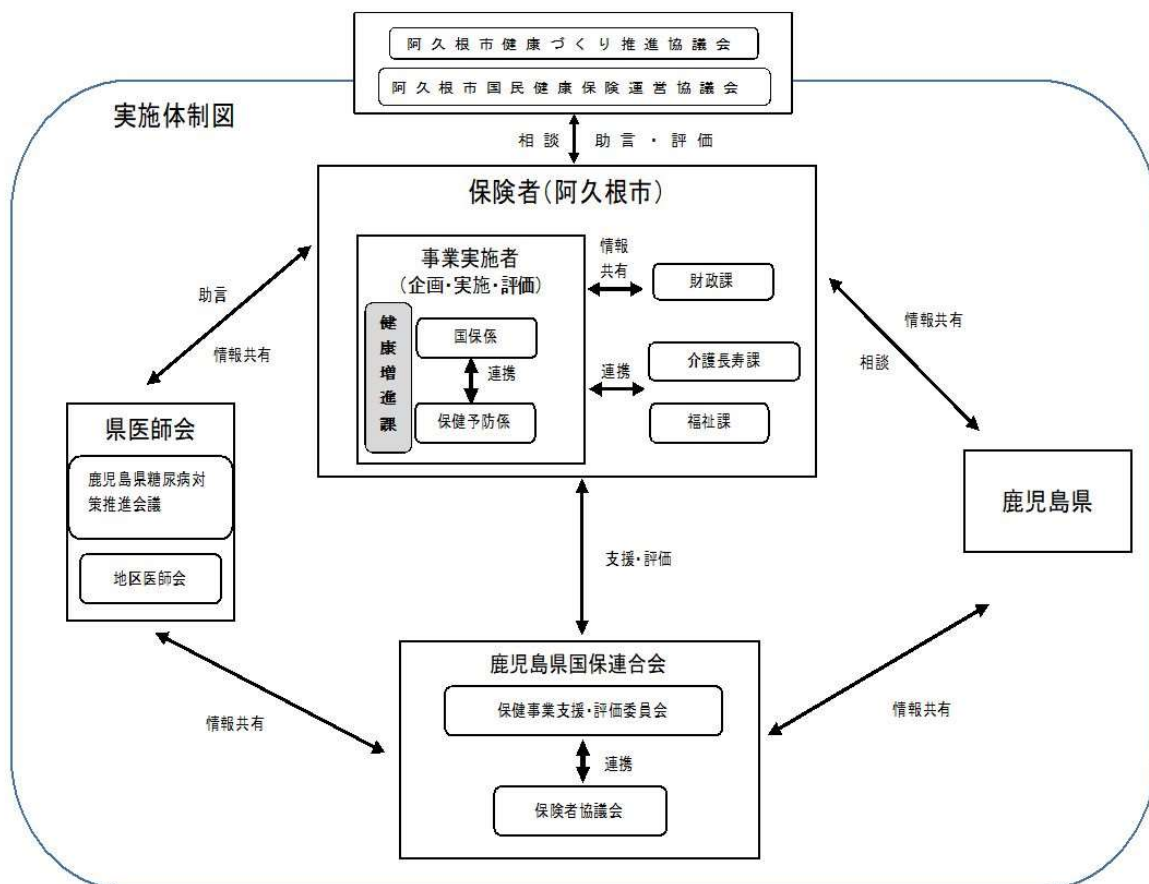 阿久根市健康づくり推進協議会
阿久根市国民健康保険運営協議会
実施体制図
相談 助言・評価
保険者(阿久根市)
事業実施者
(企画・実施・評価)
健康増進課
国保係
連携
保健予防係
情報
共有
財政課
連携
介護長寿課
福祉課
助言
情報共有
情報共有
相談
県医師会
鹿児島県糖尿病対
策推進会議
地区医師会
鹿児島県
支援・評価
鹿児島県国保連合会
保健事業支援・評価委員会
連携
保険者協議会
情報共有
情報共有